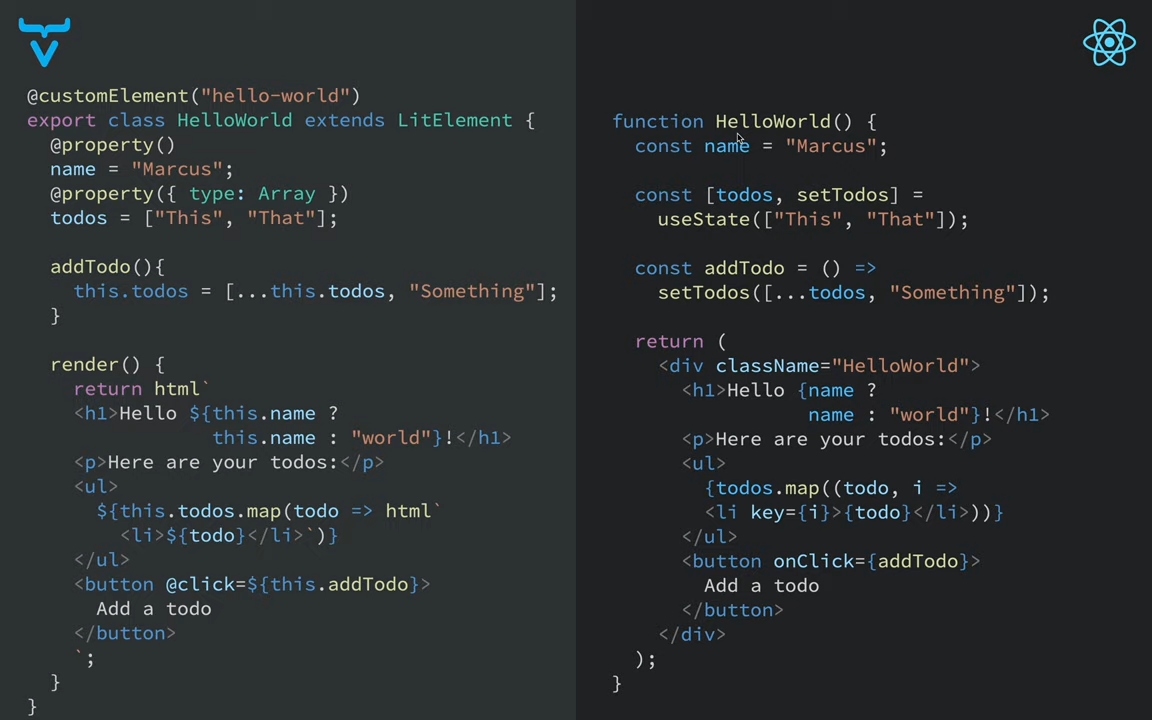 @customElement("hello-world")
export class HelloWorld extends LitElement {
  @property()
  name = "Marcus";
  @property({ type: Array })
  todos = ["This", "That"];

  addTodo(){
    this.todos = [...this.todos, "Something"];
  }

  render() {
    return html`
    <h1>Hello ${this.name ?
                this.name : "world"}!</h1>
    <p>Here are your todos:</p>
    <ul>
      ${this.todos.map(todo => html`
        <li>${todo}</li>`)}
    </ul>
    <button @click=${this.addTodo}>
      Add a todo
    </button>
    `;
  }
}
function HelloWorld() {
  const name = "Marcus";

  const [todos, setTodos] =
    useState(["This", "That"]);

  const addTodo = () =>
    setTodos([...todos, "Something"]);

  return (
    <div className="HelloWorld">
      <h1>Hello {name ?
                 name : "world"}!</h1>
      <p>Here are your todos:</p>
      <ul>
        {todos.map((todo, i =>
        <li key={i}>{todo}</li>))}
      </ul>
      <button onClick={addTodo}>
        Add a todo
      </button>
    </div>
  );
}